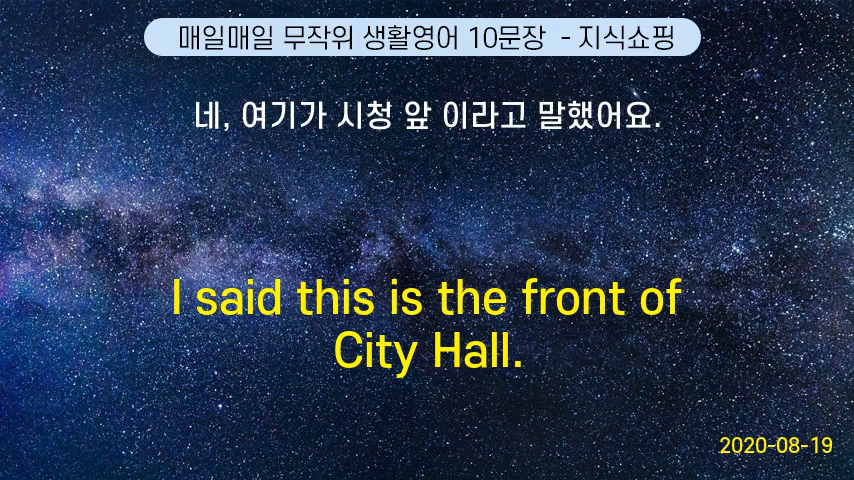 매일매일 무작위 생활영어 10문장 - 지식쇼핑
네, 여기가 시청 앞 이라고 말했어요.
I said this is the front of
City Hall.
2020-08-19